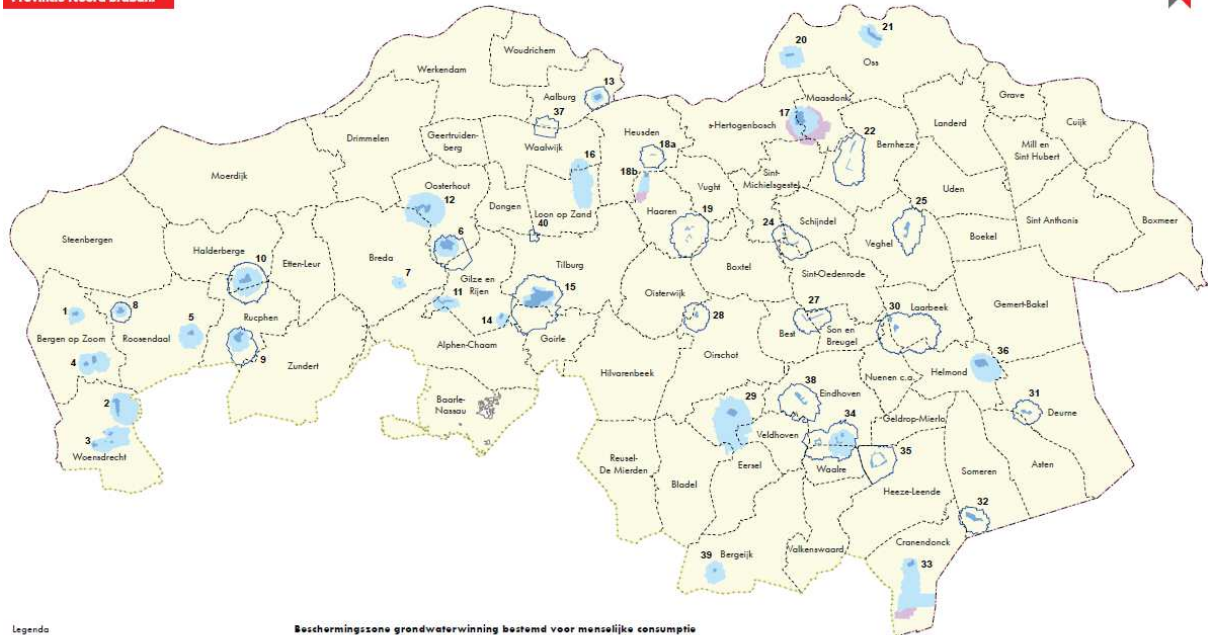 Provincie Noord-Brabant
20
21
Woudrichem
Werkendam
Oss
13
Aalburg
Maasdonk
Grave
37
17
Heusden
's-Hertogenbosch
Landerd
Cuijk
Drimmelen
Geertruiden-
berg
Waalwijk
22
Bernheze
Mill en
Sint Hubert
18a
16
18b
Moerdijk
Sint-
Michielsgestel
Oosterhout
12
Vught
Uden
Dongen
Loon op Zand
Haaren
19
25
Schijndel
Sint Anthonis
Boxmeer
40
24
Steenbergen
6
Veghel
Boekel
Halderberge
10
Etten-Leur
Breda
Tilburg
Boxtel
Sint-Oedenrode
7
Gilze en
Rijen
11
15
Oisterwijk
Gemert-Bakel
1
8
5
Rucphen
14
28
27
30
Laarbeek
Bergen op Zoom
Roosendaal
Best
Son en
Breugel
Goirle
Alphen-Chaam
Oirschot
4
9
Zundert
Hilvarenbeek
Nuenen c.a.
Helmond
36
2
Baarle-
Nassau
29
38
Eindhoven
31
Deurne
34
Geldrop-Mierlo
3
Woensdrecht
Veldhoven
35
Reusel-
De Mierden
Eersel
Waalre
Someren
Asten
Bladel
Heeze-Leende
32
Cranendonck
39
Bergeijk
Valkenswaard
33
Legenda
Beschermingszone grondwaterwinning bestemd voor menselijke consumptie